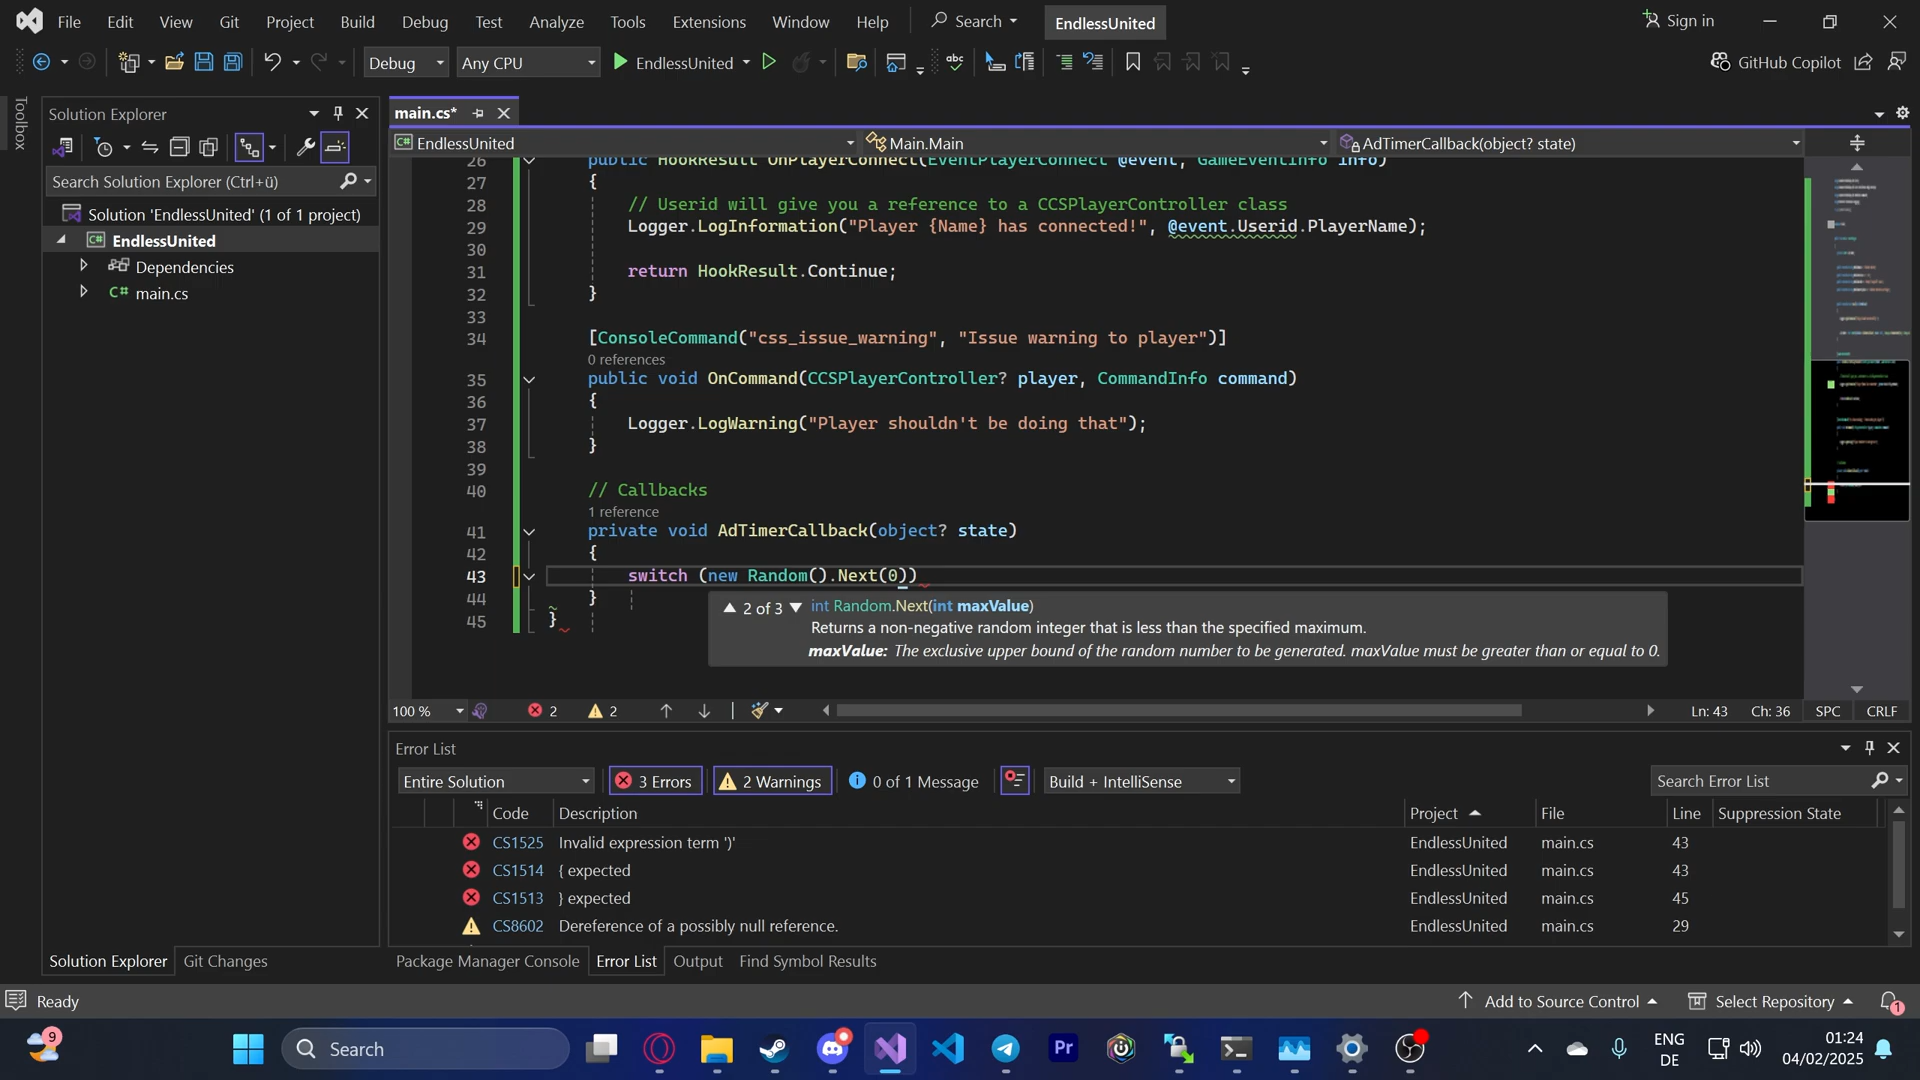 File Edit View Git Project Build Debug Test Analyze Tools Extensions Window Help Search EndlessUnited Sign in
Debug Any CPU EndlessUnited GitHub Copilot
Toolbox
Solution Explorer
Search Solution Explorer (Ctrl+ü)
Solution 'EndlessUnited' (1 of 1 project)
EndlessUnited
Dependencies
C# main.cs
main.cs*
C# EndlessUnited Main.Main AdTimerCallback(object? state)
26 public HookResult OnPlayerConnect(EventPlayerConnect @event, GameEventInfo info)
27 {
28 // Userid will give you a reference to a CCSPlayerController class
29 Logger.LogInformation("Player {Name} has connected!", @event.Userid.PlayerName);
30
31 return HookResult.Continue;
32 }
33
34 [ConsoleCommand("css_issue_warning", "Issue warning to player")]
0 references
35 public void OnCommand(CCSPlayerController? player, CommandInfo command)
36 {
37 Logger.LogWarning("Player shouldn't be doing that");
38 }
39
40 // Callbacks
1 reference
41 private void AdTimerCallback(object? state)
42 {
43 switch (new Random().Next(0))
44 }
45 }
2 of 3 int Random.Next(int maxValue)
Returns a non-negative random integer that is less than the specified maximum.
maxValue: The exclusive upper bound of the random number to be generated. maxValue must be greater than or equal to 0.
100 % 2 2 Ln: 43 Ch: 36 SPC CRLF
Error List
Entire Solution 3 Errors 2 Warnings 0 of 1 Message Build + IntelliSense Search Error List
Code Description Project File Line Suppression State
CS1525 Invalid expression term ')' EndlessUnited main.cs 43
CS1514 { expected EndlessUnited main.cs 43
CS1513 } expected EndlessUnited main.cs 45
CS8602 Dereference of a possibly null reference. EndlessUnited main.cs 29
Solution Explorer Git Changes Package Manager Console Error List Output Find Symbol Results
Ready Add to Source Control Select Repository 1
9 Search Pr ENG 01:24
DE 04/02/2025